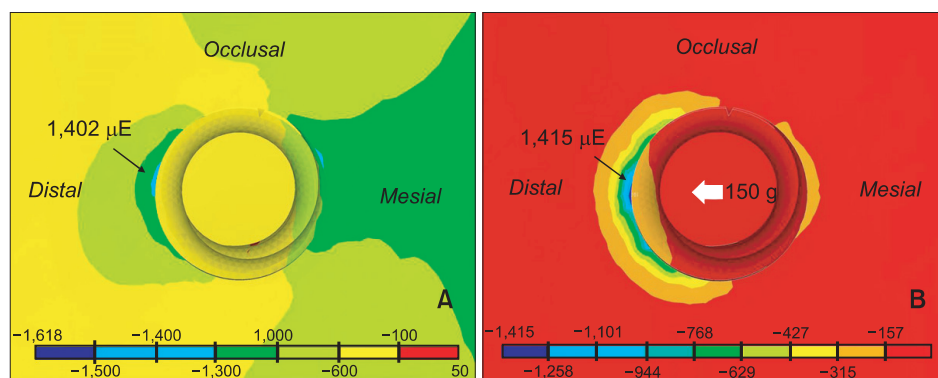 Occlusal
1,402 µE
Distal
Mesial
A
−1,618
−1,400
1,000
−100
−1,500
−1,300
−600
50
Occlusal
1,415 µE
Distal
150 g
Mesial
B
−1,415
−1,101
−768
−427
−157
−1,258
−944
−629
−315